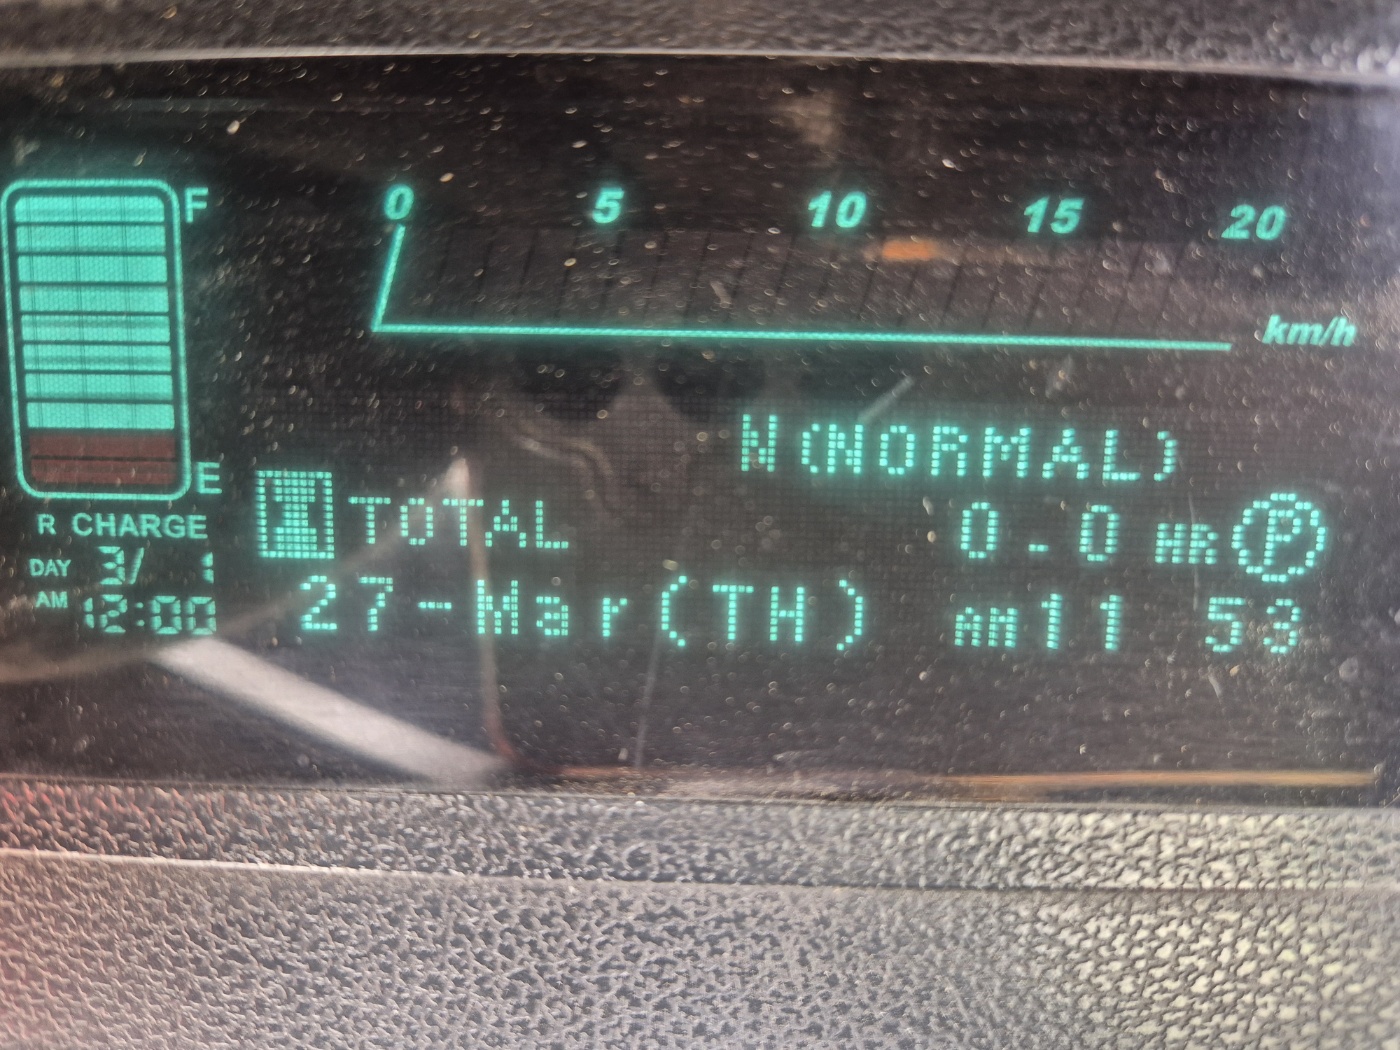 F
0 5 10 15 20
km/h
N(NORMAL)
E
TOTAL 0.0 HR P
R CHARGE
DAY 3/ 1
27-Mar(TH) AM11 53
AM 12:00